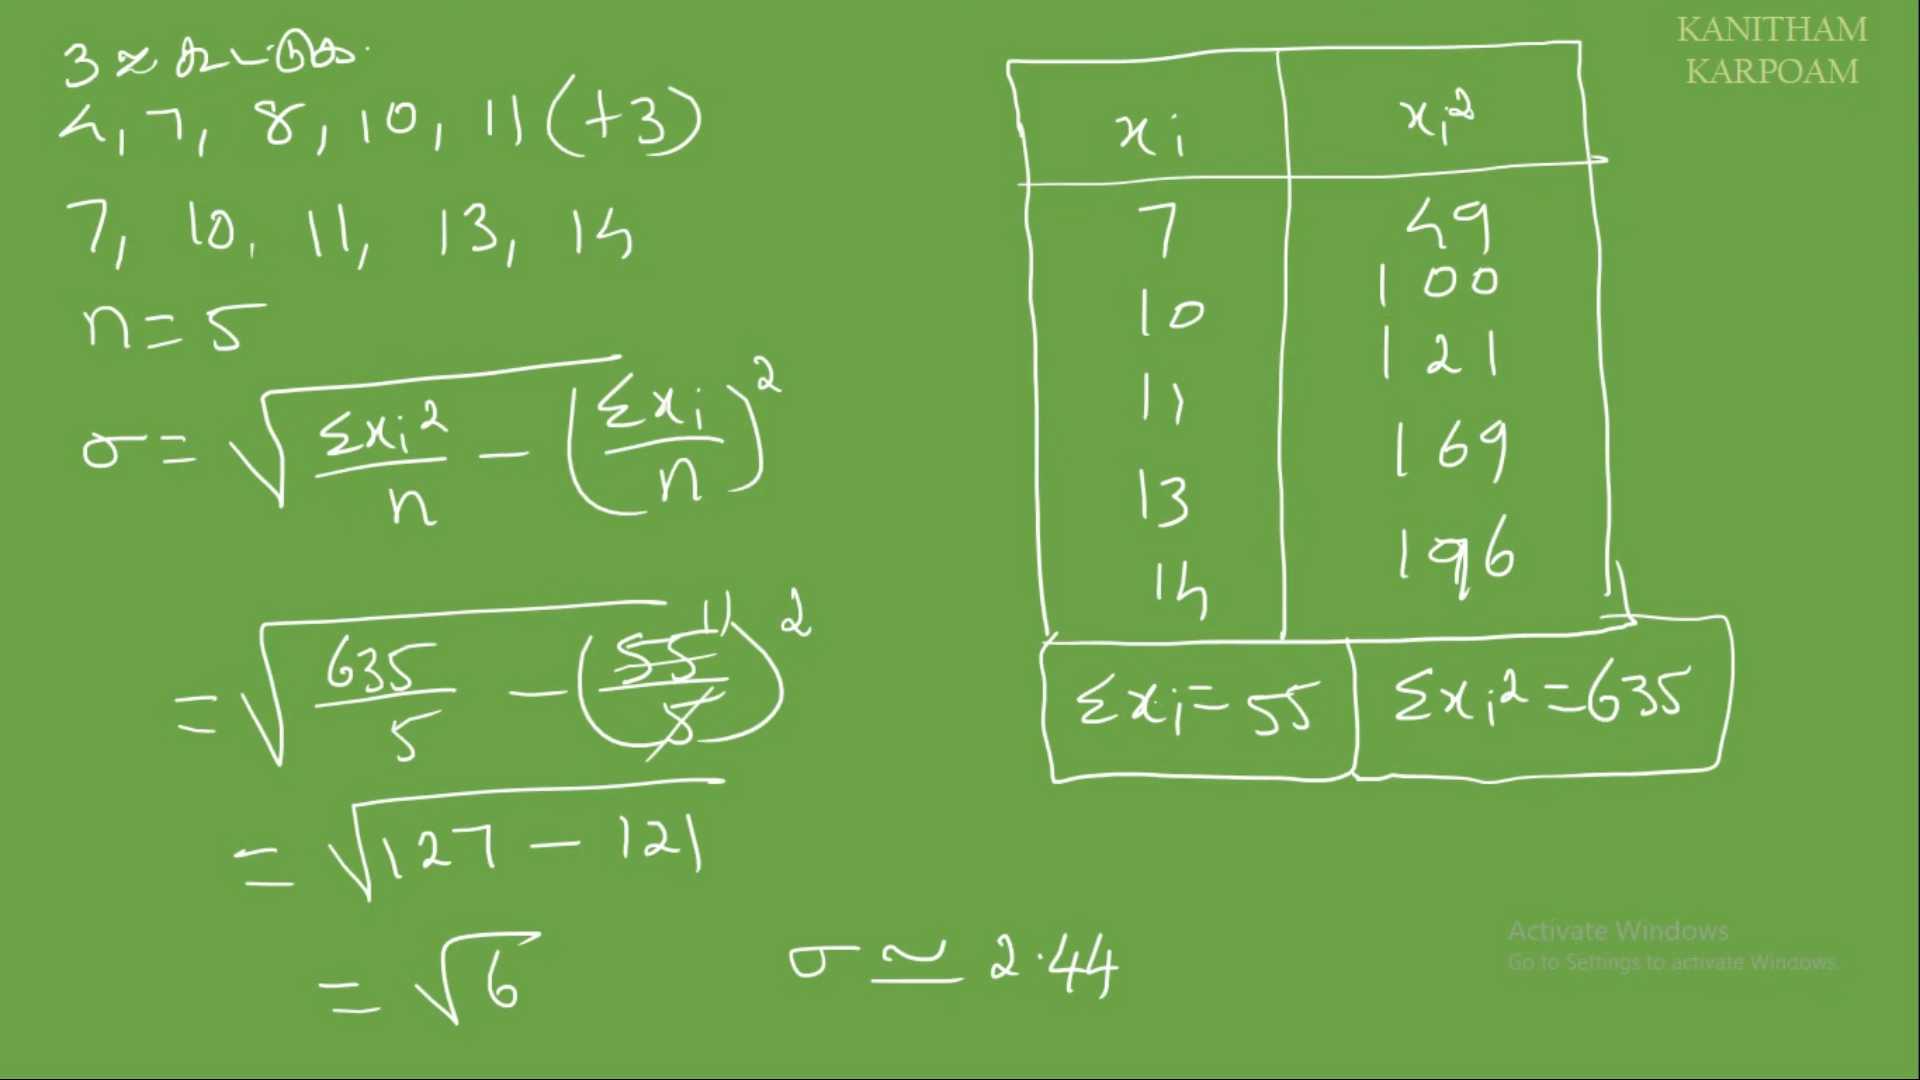 3 ஐ கூட்ட
4, 7, 8, 10, 11 (+3)
7, 10, 11, 13, 14
n = 5
σ = √ Σxi²/n − (Σxi/n)²
= √ 635/5 − (55/5)² 11
= √127 − 121
= √6 σ ≃ 2.44
xi xi²
7 49
10 100
11 121
13 169
14 196
Σxi = 55 Σxi² = 635
KANITHAM
KARPOAM
Activate Windows
Go to Settings to activate Windows.